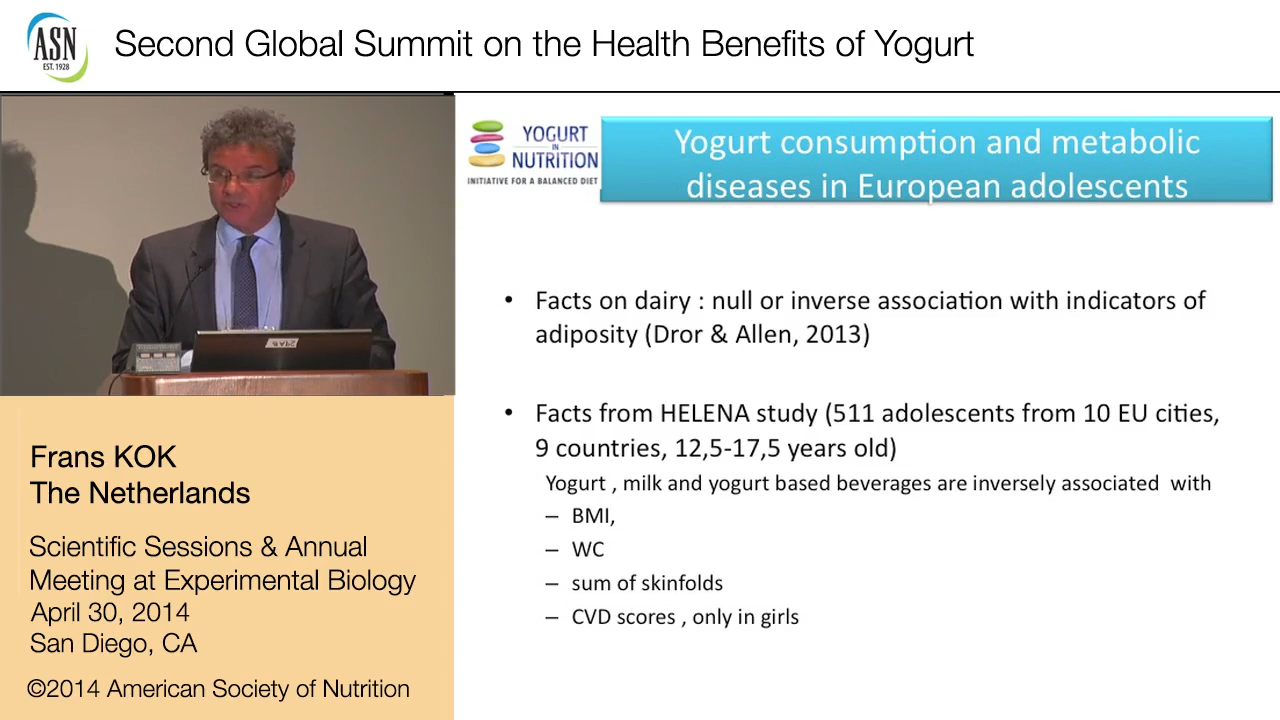 ASN
EST. 1928
Second Global Summit on the Health Benefits of Yogurt
YOGURT
IN
NUTRITION
INITIATIVE FOR A BALANCED DIET
Yogurt consumption and metabolic
diseases in European adolescents
• Facts on dairy : null or inverse association with indicators of
adiposity (Dror & Allen, 2013)
• Facts from HELENA study (511 adolescents from 10 EU cities,
9 countries, 12,5-17,5 years old)
Yogurt , milk and yogurt based beverages are inversely associated with
– BMI,
– WC
– sum of skinfolds
– CVD scores , only in girls
Frans KOK
The Netherlands
Scientific Sessions & Annual
Meeting at Experimental Biology
April 30, 2014
San Diego, CA
©2014 American Society of Nutrition